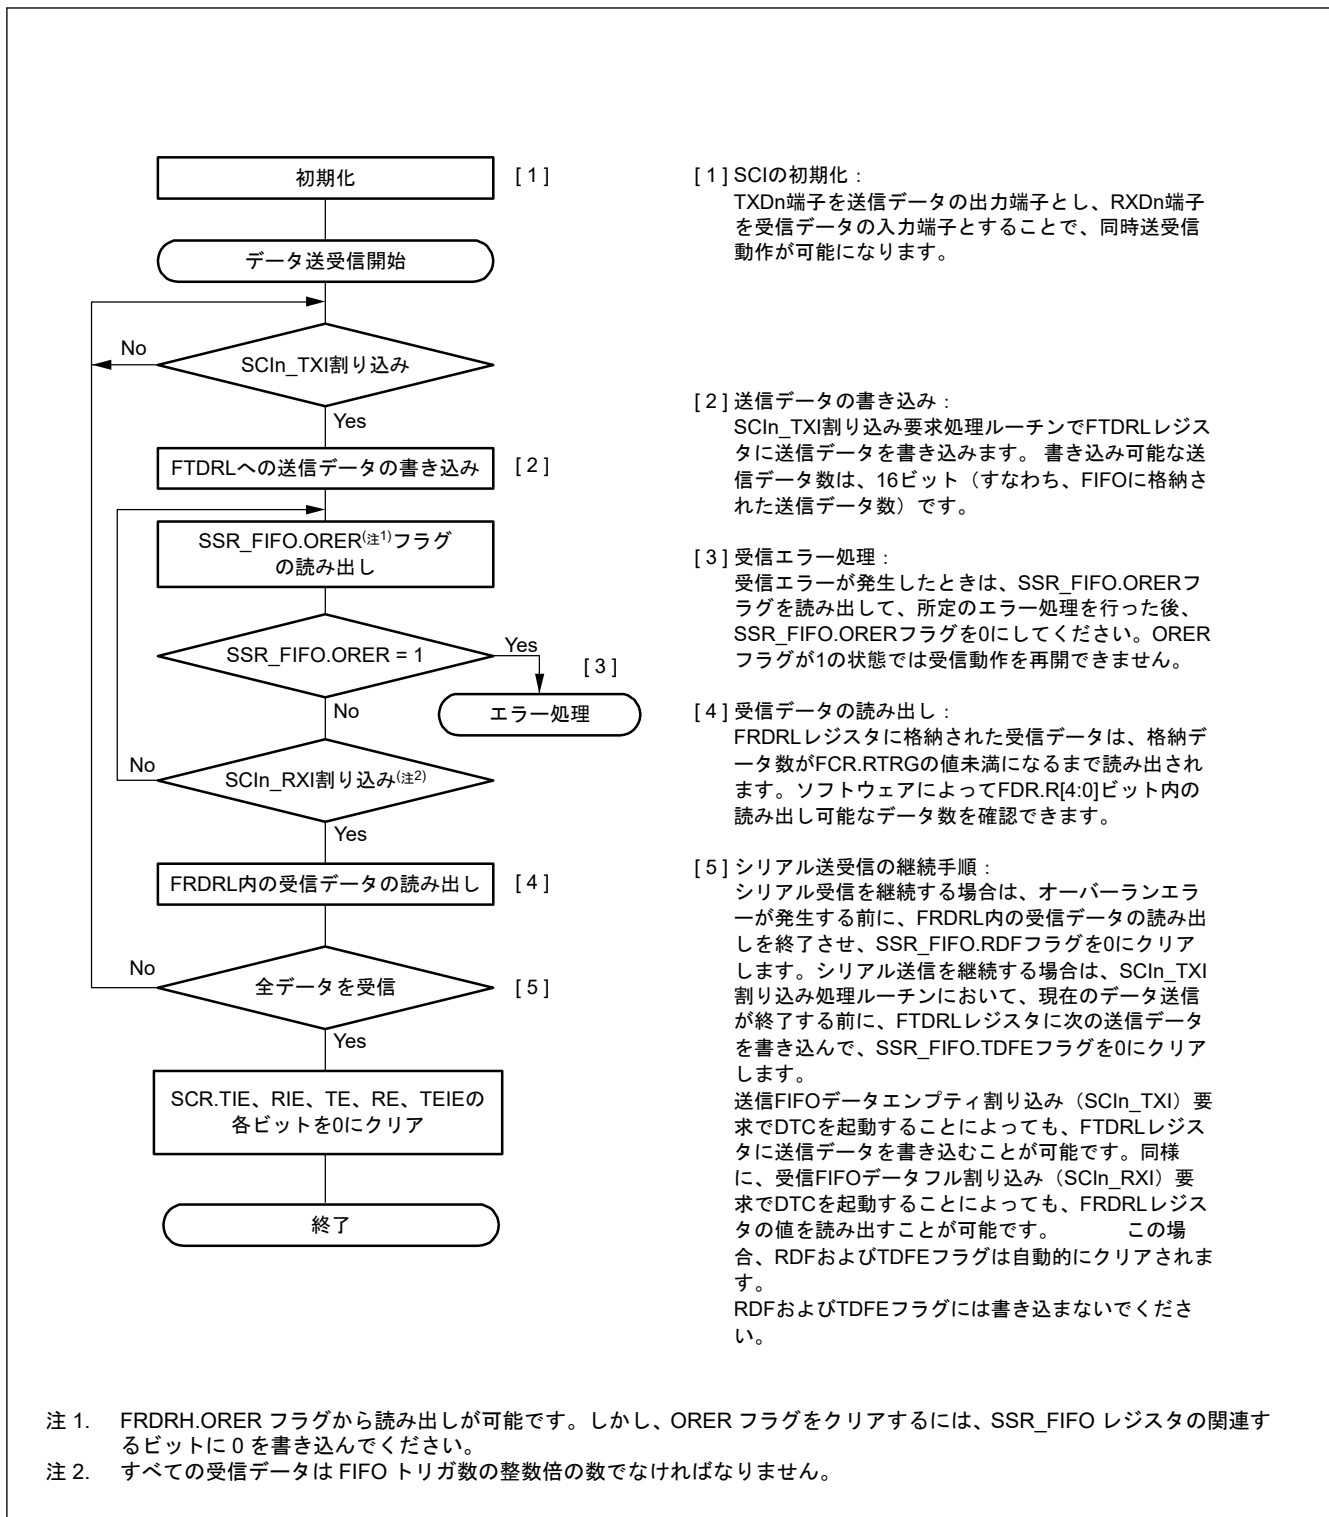 初期化
[ 1 ]
データ送受信開始
No
SCIn_TXI割り込み
Yes
FTDRLへの送信データの書き込み
[ 2 ]
SSR_FIFO.ORER(注1)フラグ
の読み出し
SSR_FIFO.ORER = 1
Yes
[ 3 ]
エラー処理
No
No
SCIn_RXI割り込み(注2)
Yes
FRDRL内の受信データの読み出し
[ 4 ]
No
全データを受信
[ 5 ]
Yes
SCR.TIE、RIE、TE、RE、TEIEの
各ビットを0にクリア
終了
[ 1 ] SCIの初期化：
TXDn端子を送信データの出力端子とし、RXDn端子
を受信データの入力端子とすることで、同時送受信
動作が可能になります。
[ 2 ] 送信データの書き込み：
SCIn_TXI割り込み要求処理ルーチンでFTDRLレジス
タに送信データを書き込みます。 書き込み可能な送
信データ数は、16ビット（すなわち、FIFOに格納さ
れた送信データ数）です。
[ 3 ] 受信エラー処理：
受信エラーが発生したときは、SSR_FIFO.ORERフ
ラグを読み出して、所定のエラー処理を行った後、
SSR_FIFO.ORERフラグを0にしてください。ORER
フラグが1の状態では受信動作を再開できません。
[ 4 ] 受信データの読み出し：
FRDRLレジスタに格納された受信データは、格納デ
ータ数がFCR.RTRGの値未満になるまで読み出され
ます。ソフトウェアによってFDR.R[4:0]ビット内の
読み出し可能なデータ数を確認できます。
[ 5 ] シリアル送受信の継続手順：
シリアル受信を継続する場合は、オーバーランエラ
ーが発生する前に、FRDRL内の受信データの読み出
しを終了させ、SSR_FIFO.RDFフラグを0にクリア
します。シリアル送信を継続する場合は、SCIn_TXI
割り込み処理ルーチンにおいて、現在のデータ送信
が終了する前に、FTDRLレジスタに次の送信データ
を書き込んで、SSR_FIFO.TDFEフラグを0にクリア
します。
送信FIFOデータエンプティ割り込み（SCIn_TXI）要
求でDTCを起動することによっても、FTDRLレジス
タに送信データを書き込むことが可能です。同様
に、受信FIFOデータフル割り込み（SCIn_RXI）要
求でDTCを起動することによっても、FRDRLレジス
タの値を読み出すことが可能です。 この場
合、RDFおよびTDFEフラグは自動的にクリアされま
す。
RDFおよびTDFEフラグには書き込まないでくださ
い。
注 1. FRDRH.ORER フラグから読み出しが可能です。しかし、ORER フラグをクリアするには、SSR_FIFO レジスタの関連す
るビットに 0 を書き込んでください。
注 2. すべての受信データは FIFO トリガ数の整数倍の数でなければなりません。